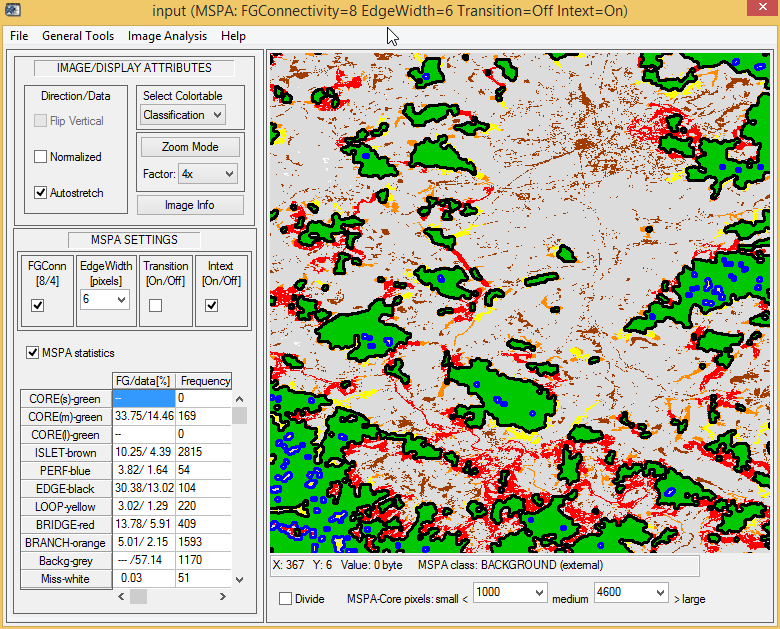 input (MSPA: FGConnectivity=8 EdgeWidth=6 Transition=Off Intext=On)
File General Tools Image Analysis Help
IMAGE/DISPLAY ATTRIBUTES
Direction/Data
Flip Vertical
Normalized
Autostretch
Select Colortable
Classification
Zoom Mode
Factor: 4x
Image Info
MSPA SETTINGS
FGConn
[8/4]
EdgeWidth
[pixels]
6
Transition
[On/Off]
Intext
[On/Off]
MSPA statistics
FG/data[%] Frequency
CORE(s)-green -- 0
CORE(m)-green 33.75/14.46 169
CORE(l)-green -- 0
ISLET-brown 10.25/ 4.39 2815
PERF-blue 3.82/ 1.64 54
EDGE-black 30.38/13.02 104
LOOP-yellow 3.02/ 1.29 220
BRIDGE-red 13.78/ 5.91 409
BRANCH-orange 5.01/ 2.15 1593
Backg-grey --- /57.14 1170
Miss-white 0.03 51
X: 367 Y: 6 Value: 0 byte MSPA class: BACKGROUND (external)
Divide MSPA-Core pixels: small < 1000 medium 4600 > large